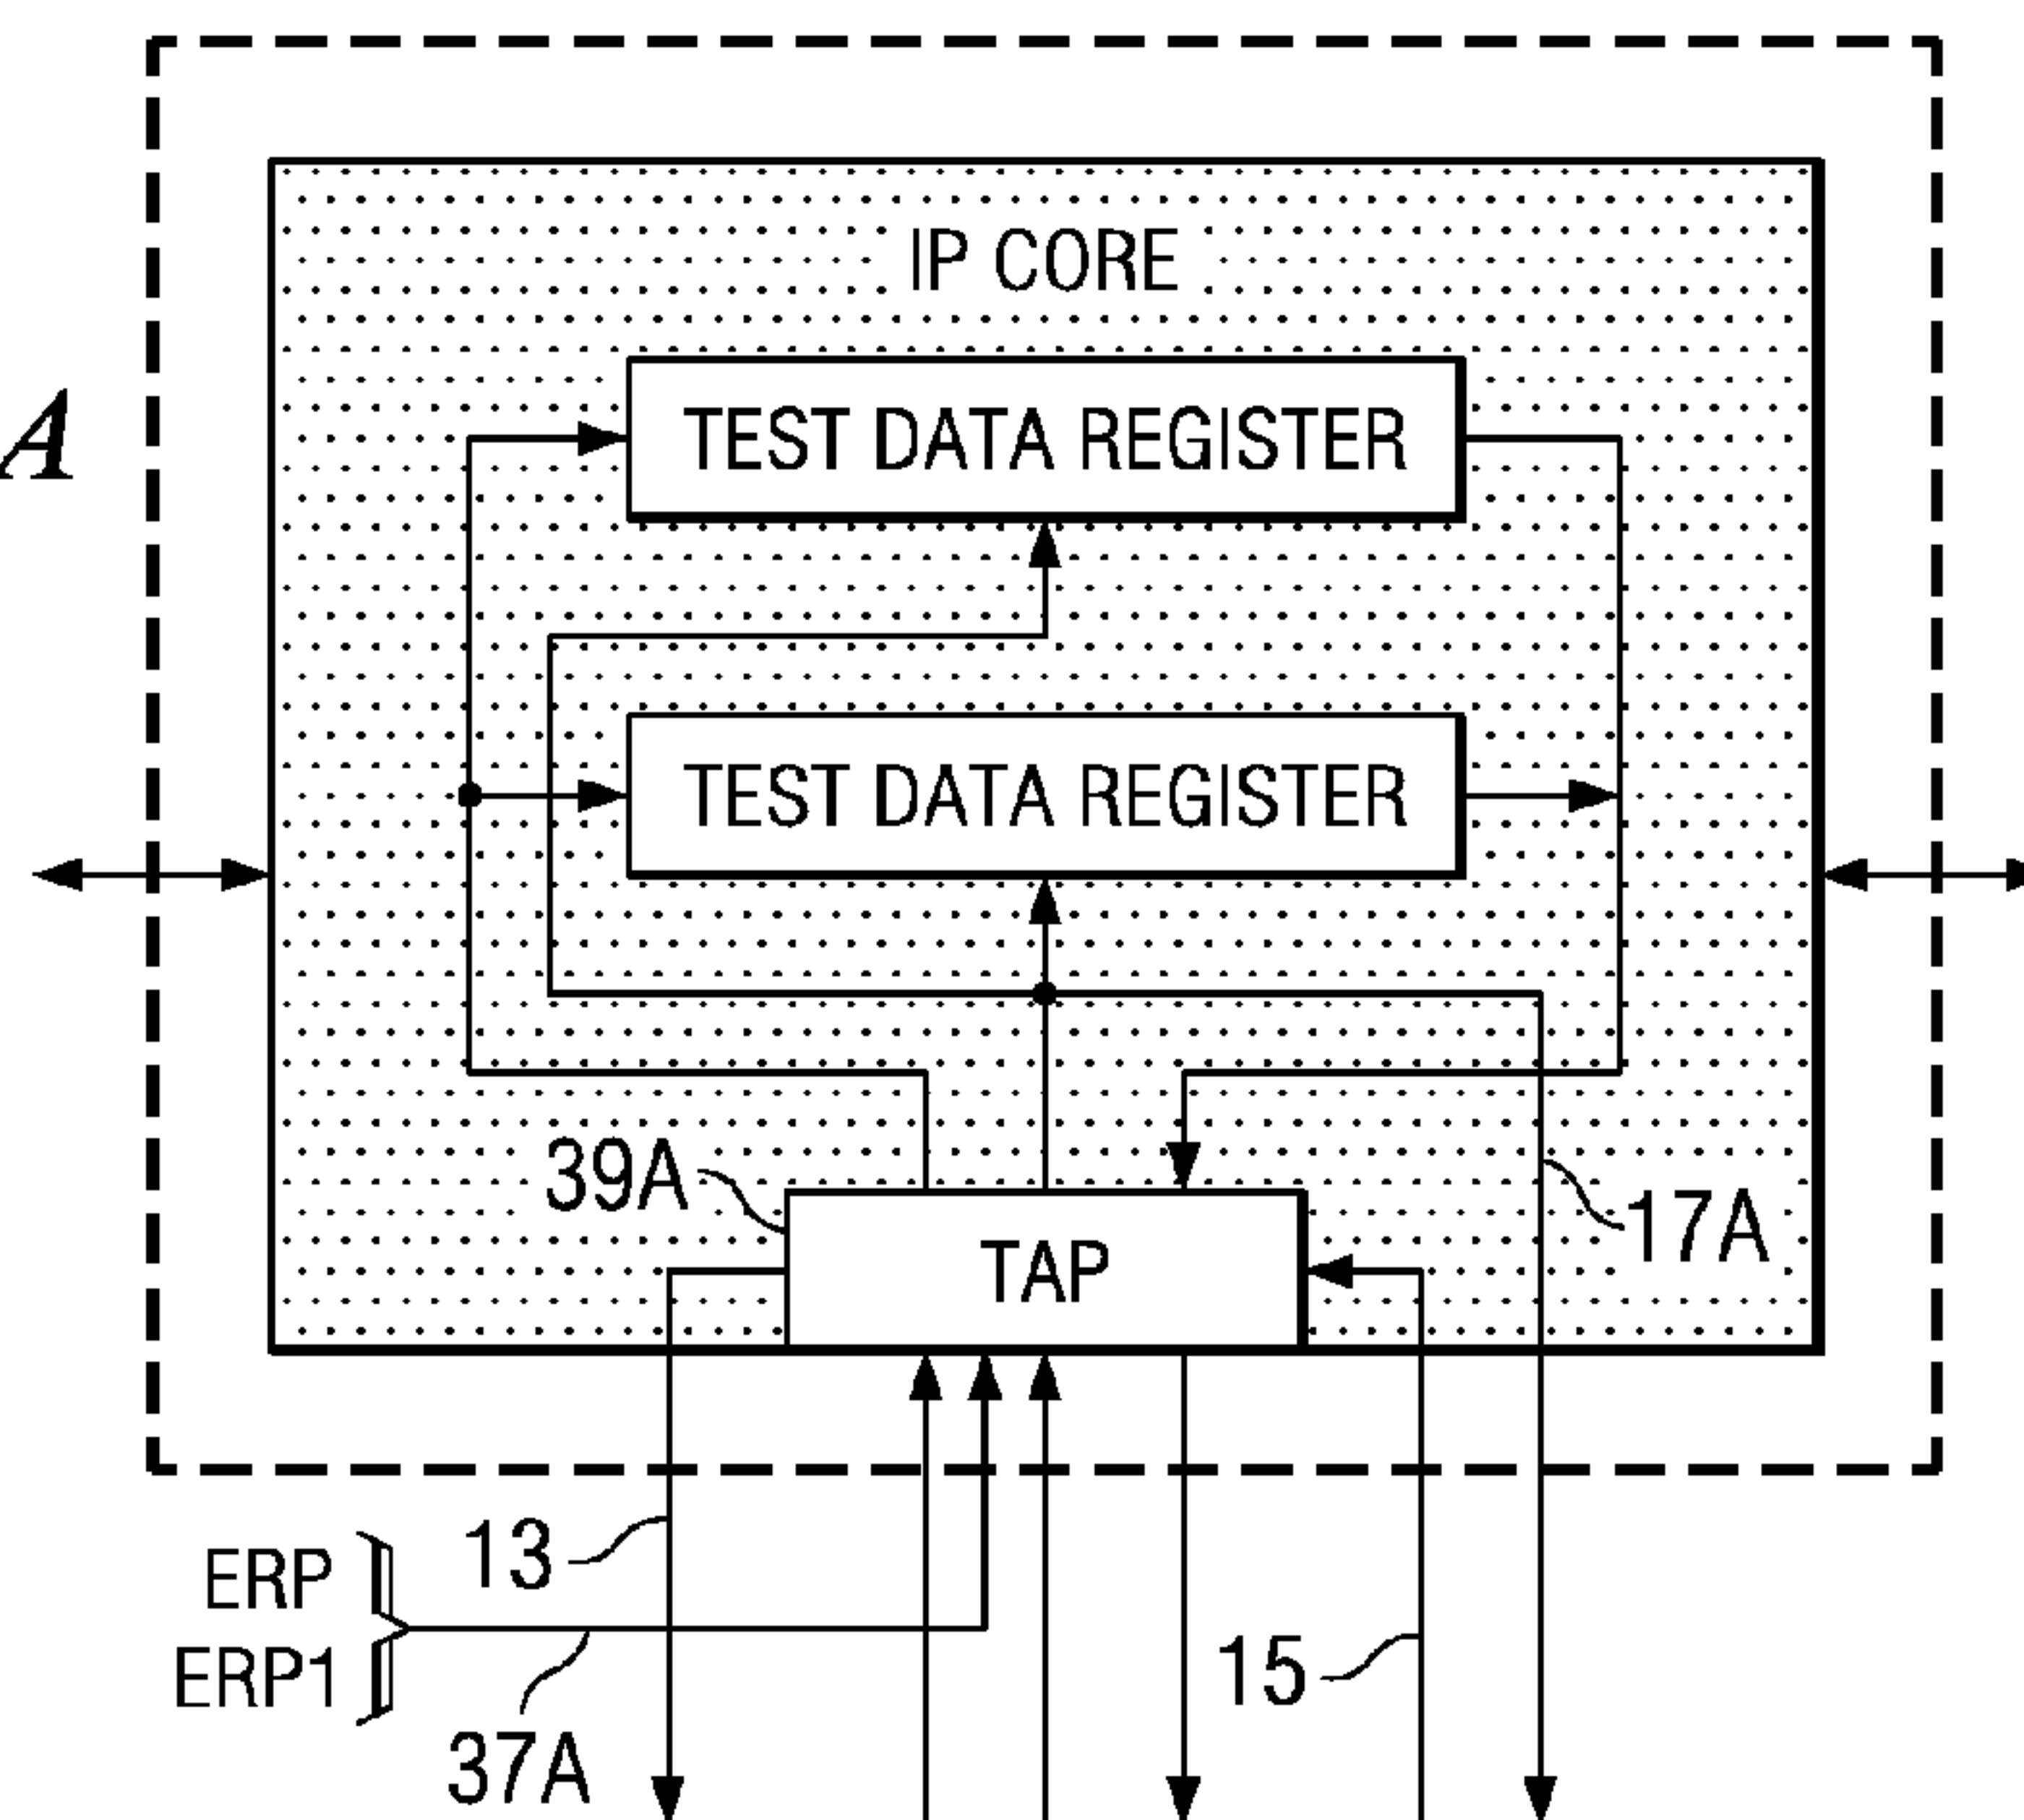 IP CORE
A
TEST DATA REGISTER
TEST DATA REGISTER
39A
17A
TAP
13
ERP
ERP1
15
37A